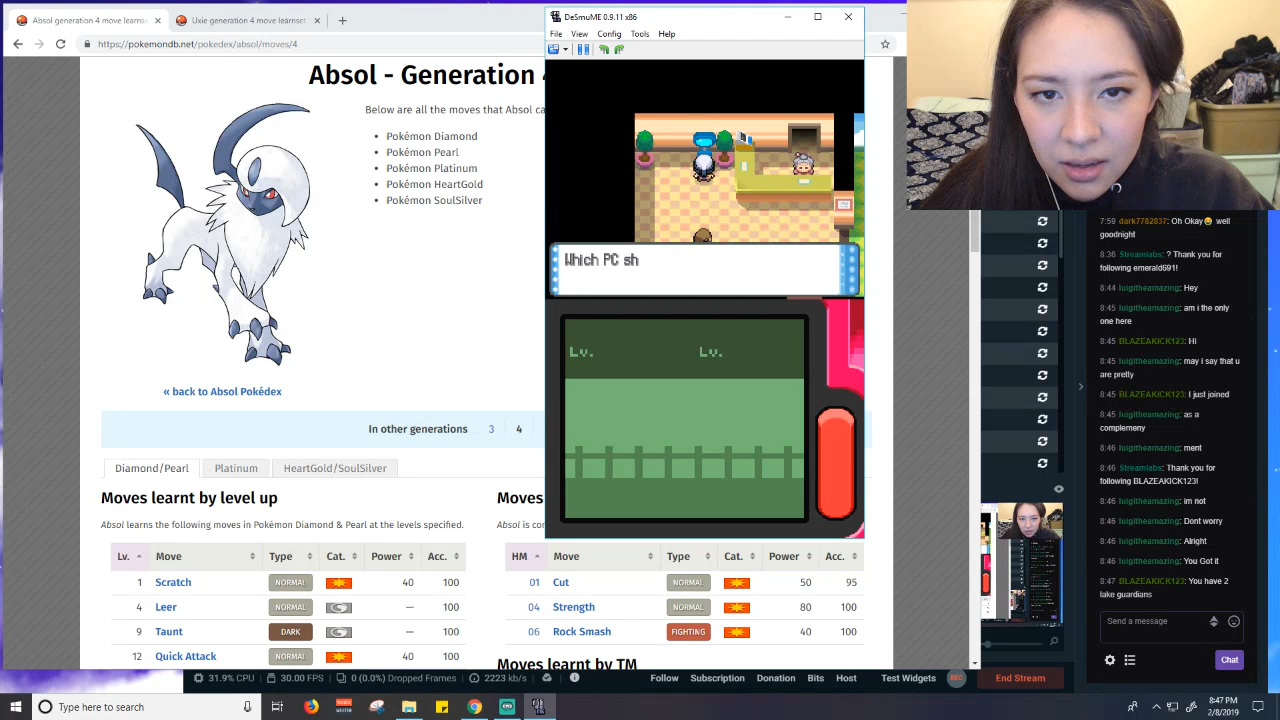 Absol generation 4 move learnset
Uxie generation 4 move learnset
https://pokemondb.net/pokedex/absol/moves/4
Absol - Generation 4
Below are all the moves that Absol ca
Pokémon Diamond
Pokémon Pearl
Pokémon Platinum
Pokémon HeartGold
Pokémon SoulSilver
« back to Absol Pokédex
In other generations 3 4
Diamond/Pearl Platinum HeartGold/SoulSilver
Moves learnt by level up
Absol learns the following moves in Pokémon Diamond & Pearl at the levels specified.
Lv. Move Type Cat. Power Acc.
1 Scratch NORMAL 40 100
4 Leer NORMAL — 100
9 Taunt DARK — 100
12 Quick Attack NORMAL 40 100
Moves
Absol is con
HM Move Type Cat. Power Acc.
01 Cut NORMAL 50 95
04 Strength NORMAL 80 100
06 Rock Smash FIGHTING 40 100
Moves learnt by TM
DeSmuME 0.9.11 x86
File View Config Tools Help
Which PC sh
Lv. Lv.
7:59 dark7782837: Oh Okay😄 well
goodnight
8:36 Streamlabs: ? Thank you for
following emerald691!
8:44 luigitheamazing: Hey
8:45 luigitheamazing: am i the only
one here
8:45 BLAZEAKICK123: Hi
8:45 luigitheamazing: may i say that u
are pretty
8:45 BLAZEAKICK123: I just joined
8:45 luigitheamazing: as a
complemeny
8:46 luigitheamazing: ment
8:46 Streamlabs: Thank you for
following BLAZEAKICK123!
8:46 luigitheamazing: im not
8:46 luigitheamazing: Dont worry
8:46 luigitheamazing: Alright
8:46 luigitheamazing: You Got it
8:47 BLAZEAKICK123: You have 2
lake guardians
Send a message
Chat
31.9% CPU 30.00 FPS 0 (0.0%) Dropped Frames 2223 kb/s
Follow Subscription Donation Bits Host Test Widgets REC End Stream
Type here to search
8:47 PM
2/8/2019